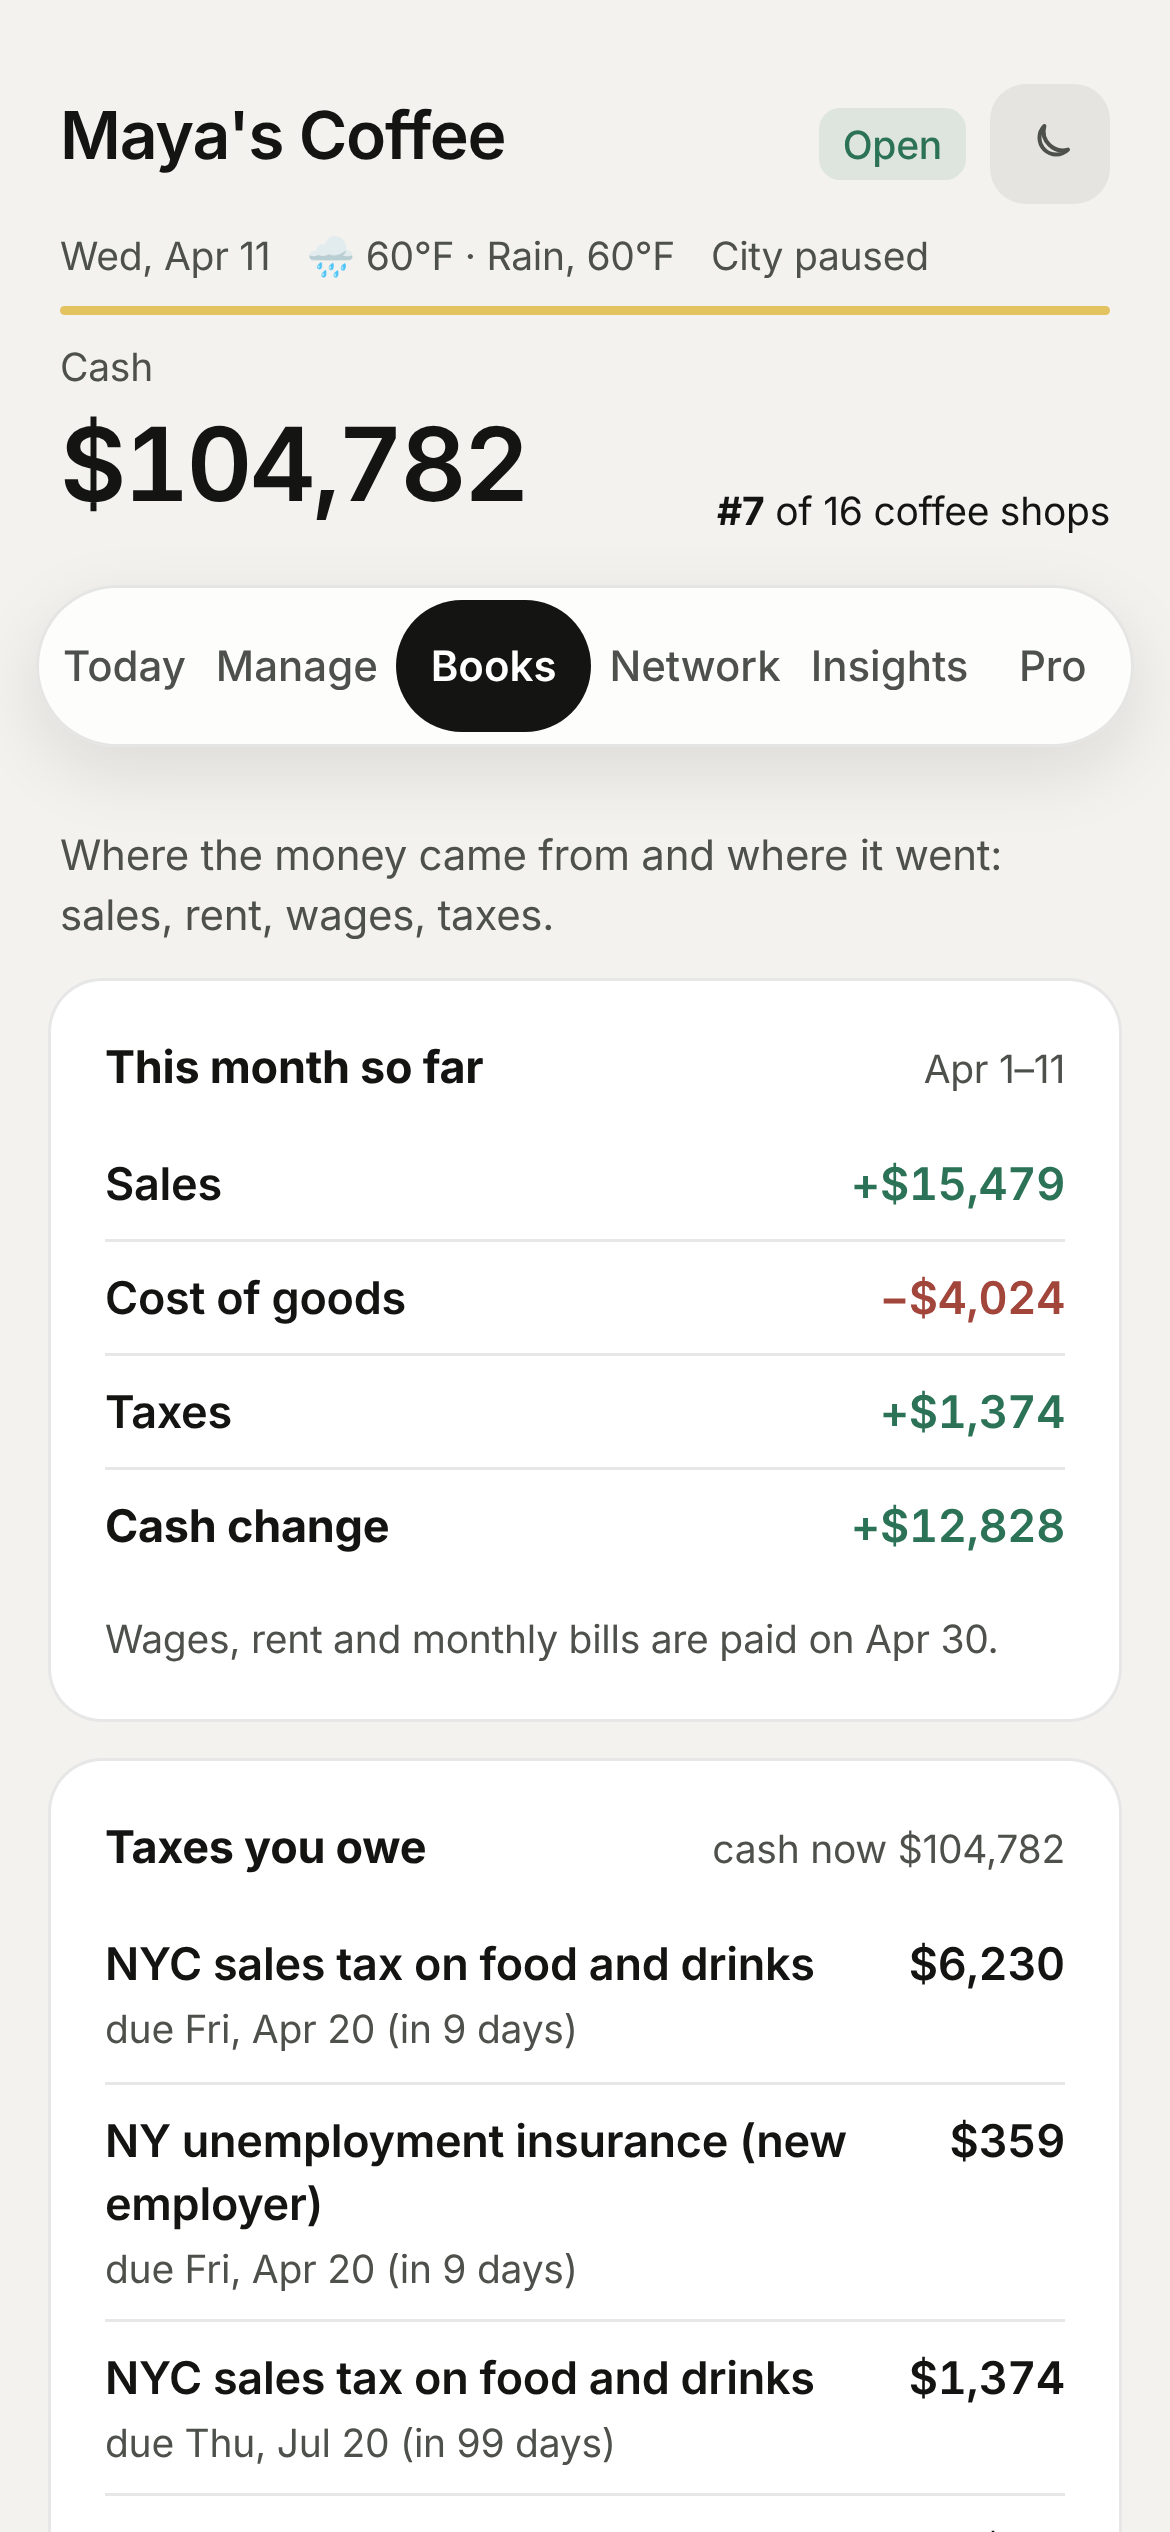 Maya's Coffee
Open
Wed, Apr 11 60°F · Rain, 60°F City paused
Cash
$104,782
#7 of 16 coffee shops
Today Manage Books Network Insights Pro
Where the money came from and where it went:
sales, rent, wages, taxes.
This month so far Apr 1–11
Sales +$15,479
Cost of goods −$4,024
Taxes +$1,374
Cash change +$12,828
Wages, rent and monthly bills are paid on Apr 30.
Taxes you owe cash now $104,782
NYC sales tax on food and drinks $6,230
due Fri, Apr 20 (in 9 days)
NY unemployment insurance (new $359
employer)
due Fri, Apr 20 (in 9 days)
NYC sales tax on food and drinks $1,374
due Thu, Jul 20 (in 99 days)